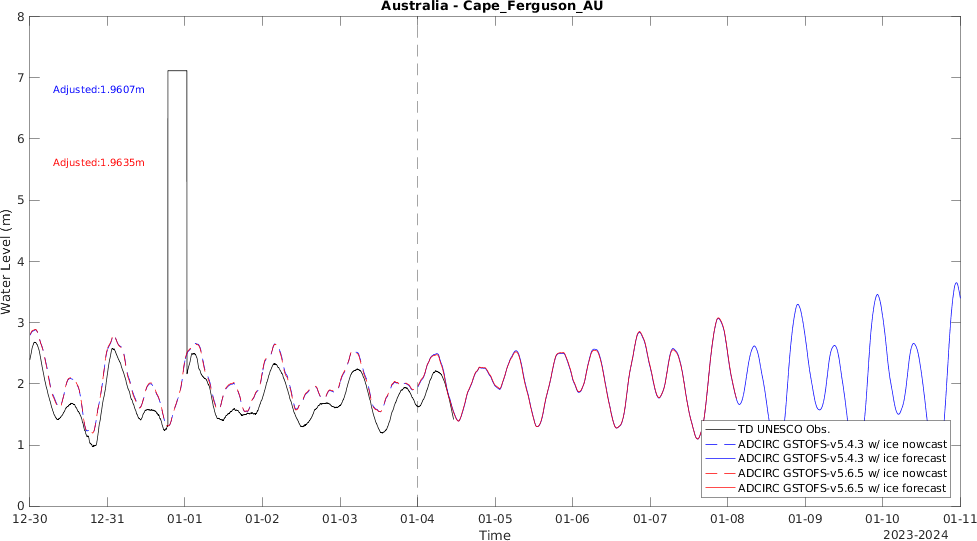 Australia - Cape_Ferguson_AU
8
7
6
5
4
3
2
1
0
Water Level (m)
Adjusted:1.9607m
Adjusted:1.9635m
TD UNESCO Obs.
ADCIRC GSTOFS-v5.4.3 w/ ice nowcast
ADCIRC GSTOFS-v5.4.3 w/ ice forecast
ADCIRC GSTOFS-v5.6.5 w/ ice nowcast
ADCIRC GSTOFS-v5.6.5 w/ ice forecast
12-30 12-31 01-01 01-02 01-03 01-04 01-05 01-06 01-07 01-08 01-09 01-10 01-11
Time
2023-2024